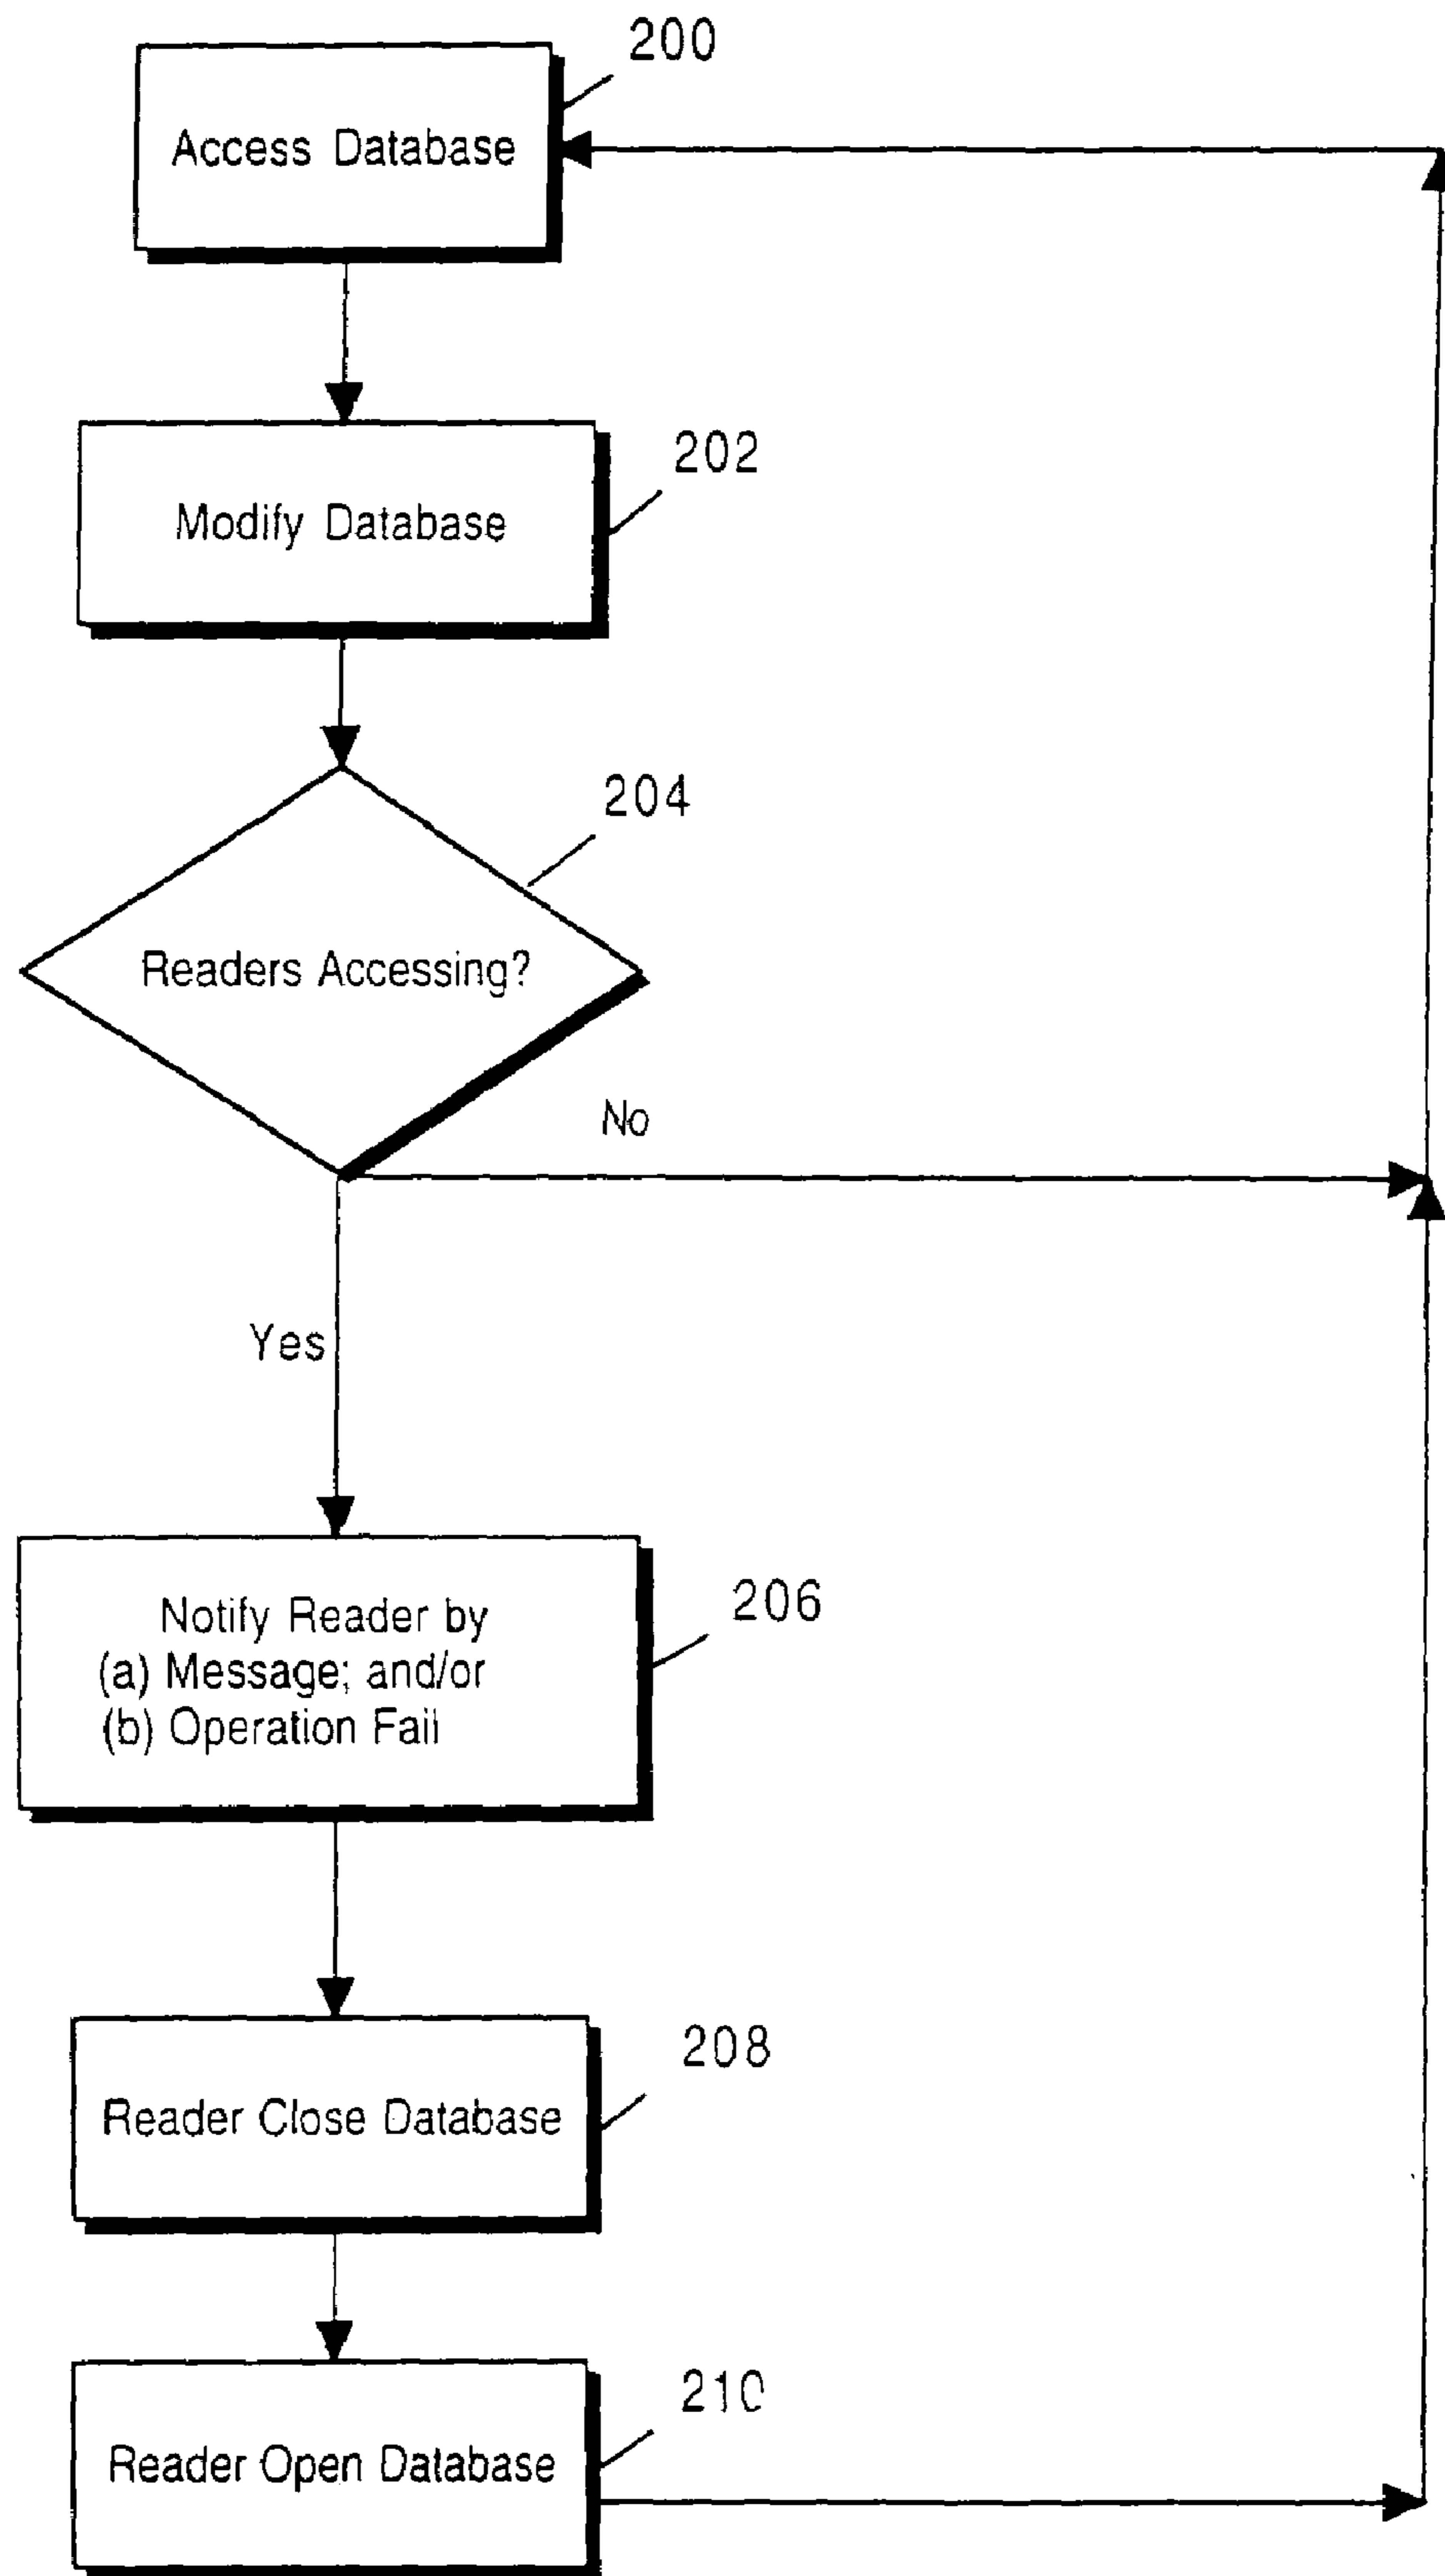 200
Access Database
202
Modify Database
204
Readers Accessing?
No
Yes
206
Notify Reader by
(a) Message; and/or
(b) Operation Fail
208
Reader Close Database
210
Reader Open Database